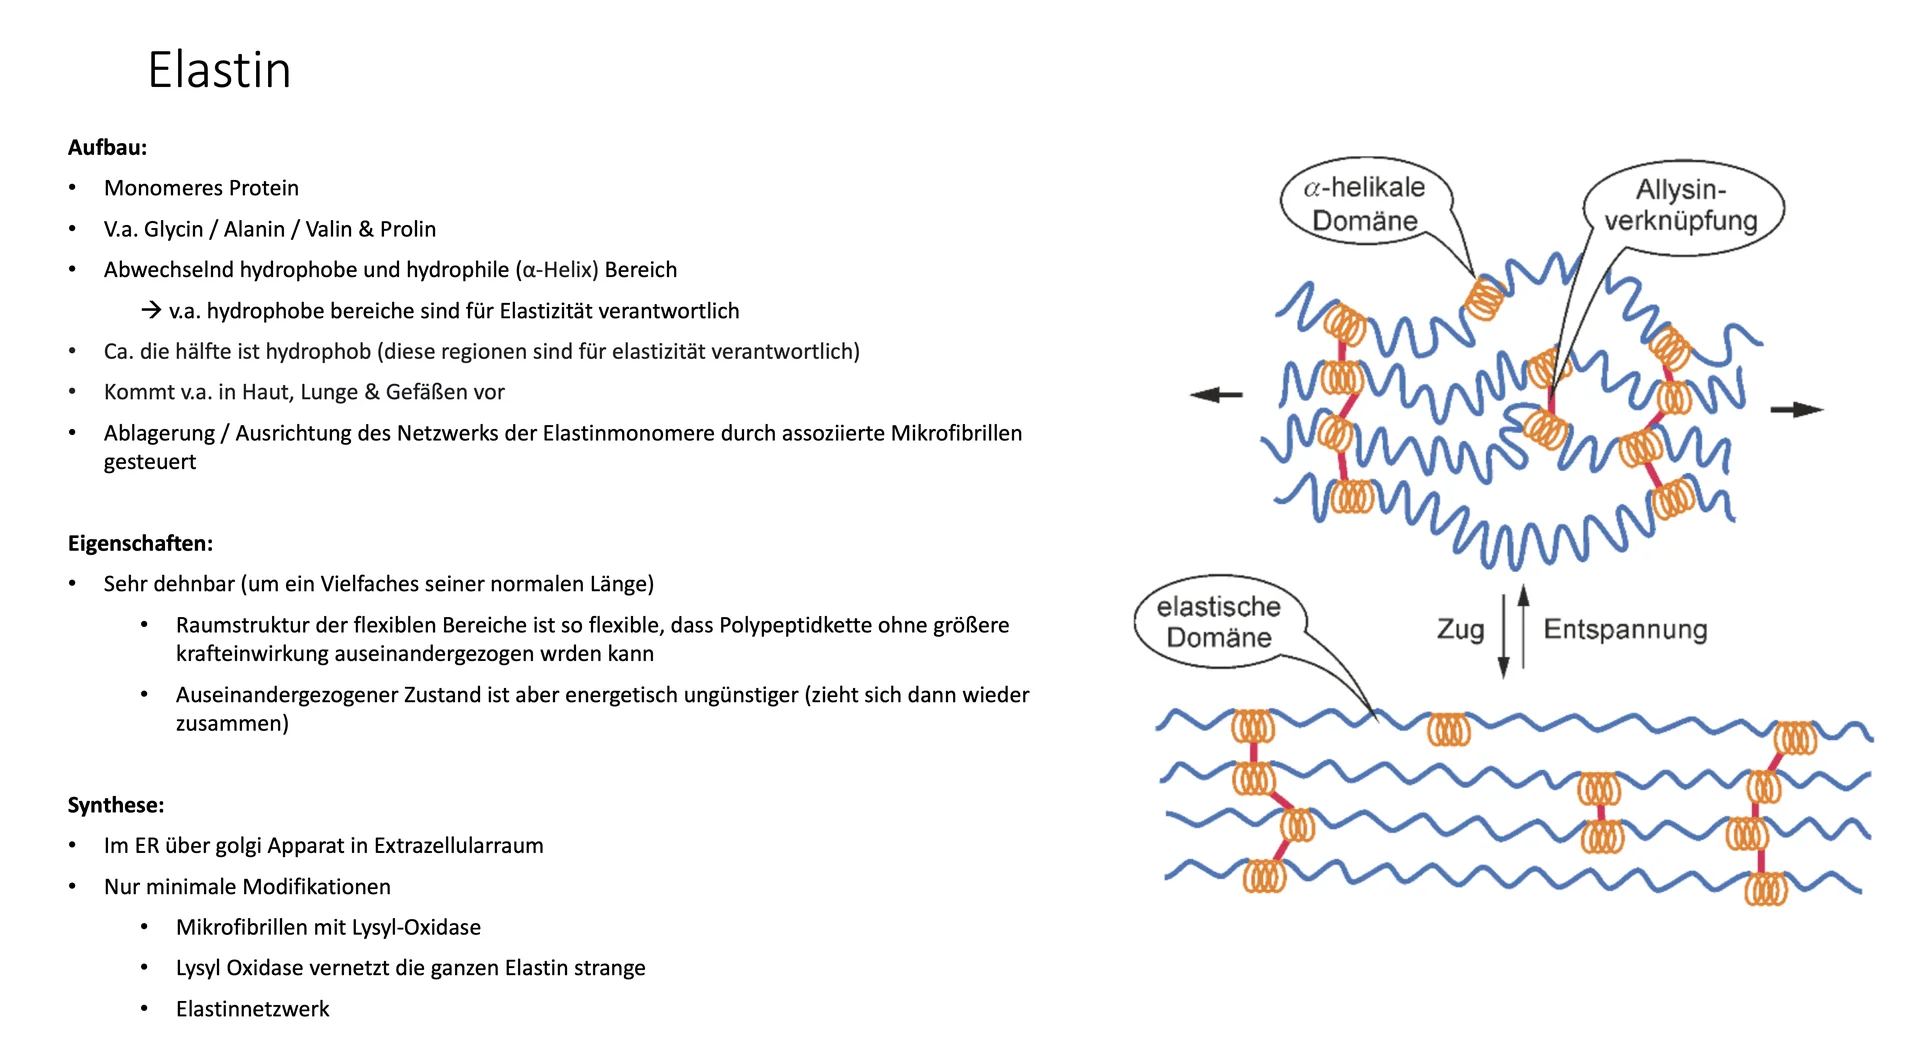 Elastin
Aufbau:
• Monomeres Protein
• V.a. Glycin / Alanin / Valin & Prolin
• Abwechselnd hydrophobe und hydrophile (α-Helix) Bereich
→ v.a. hydrophobe bereiche sind für Elastizität verantwortlich
• Ca. die hälfte ist hydrophob (diese regionen sind für elastizität verantwortlich)
• Kommt v.a. in Haut, Lunge & Gefäßen vor
• Ablagerung / Ausrichtung des Netzwerks der Elastinmonomere durch assoziierte Mikrofibrillen
gesteuert
Eigenschaften:
• Sehr dehnbar (um ein Vielfaches seiner normalen Länge)
• Raumstruktur der flexiblen Bereiche ist so flexible, dass Polypeptidkette ohne größere
krafteinwirkung auseinandergezogen wrden kann
• Auseinandergezogener Zustand ist aber energetisch ungünstiger (zieht sich dann wieder
zusammen)
Synthese:
• Im ER über golgi Apparat in Extrazellularraum
• Nur minimale Modifikationen
• Mikrofibrillen mit Lysyl-Oxidase
• Lysyl Oxidase vernetzt die ganzen Elastin strange
• Elastinnetzwerk
α-helikale
Domäne
Allysin-
verknüpfung
elastische
Domäne
Zug
Entspannung